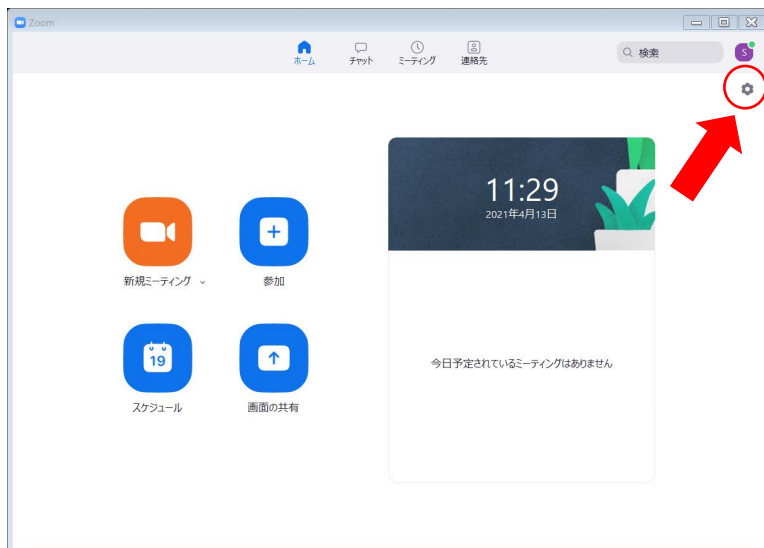 Zoom
ホーム
チャット
ミーティング
連絡先
検索
S
11:29
2021年4月13日
新規ミーティング
参加
19
スケジュール
画面の共有
今日予定されているミーティングはありません